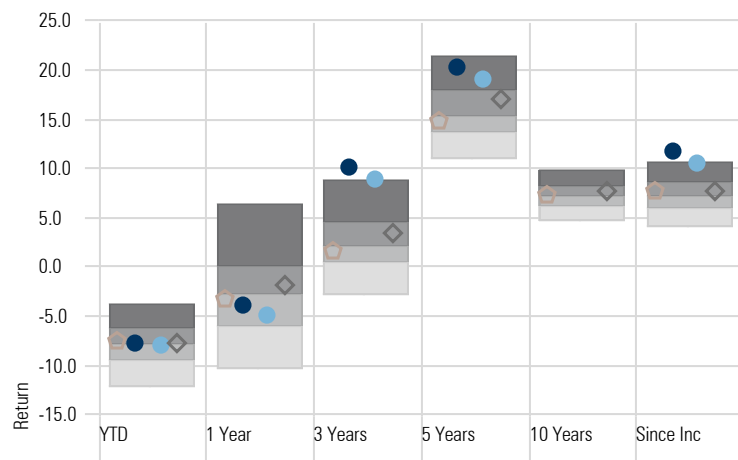 25.0
20.0
15.0
10.0
5.0
0.0
-5.0
-10.0
-15.0
Return
YTD
1 Year
3 Years
5 Years
10 Years
Since Inc